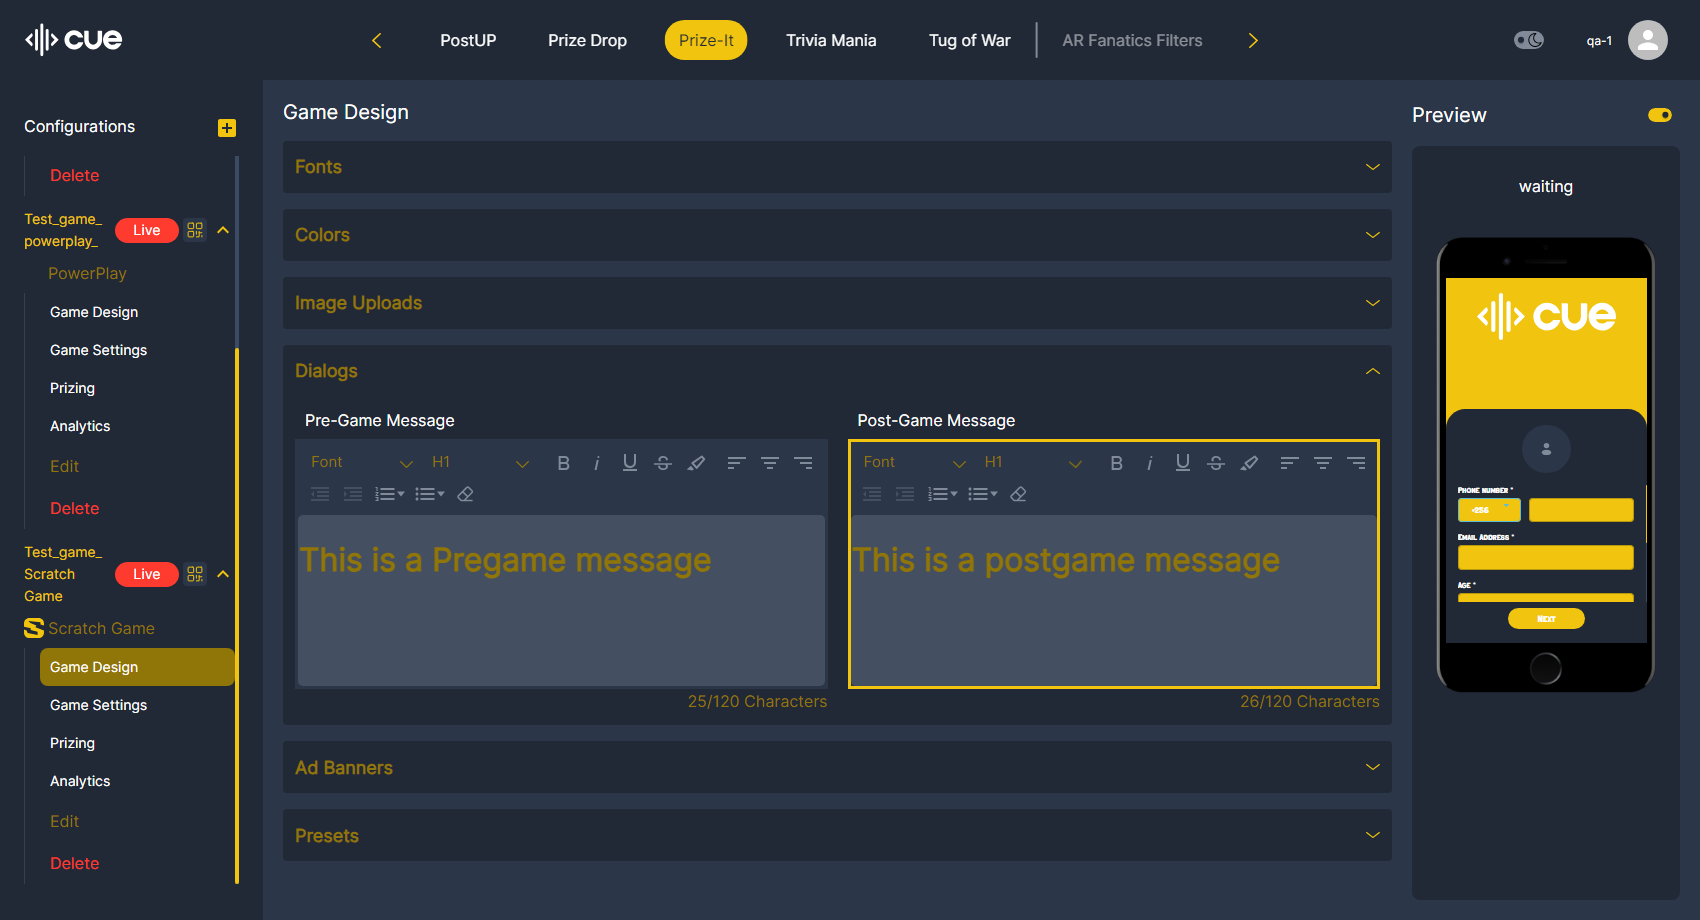 cue
PostUP
Prize Drop
Prize-It
Trivia Mania
Tug of War
AR Fanatics Filters
qa-1
Configurations
Delete
Test_game_
powerplay_
Live
PowerPlay
Game Design
Game Settings
Prizing
Analytics
Edit
Delete
Test_game_
Scratch
Game
Live
Scratch Game
Game Design
Game Settings
Prizing
Analytics
Edit
Delete
Game Design
Fonts
Colors
Image Uploads
Dialogs
Pre-Game Message
Font
H1
B i U S
This is a Pregame message
25/120 Characters
Post-Game Message
Font
H1
B i U S
This is a postgame message
26/120 Characters
Ad Banners
Presets
Preview
waiting
cue
Phone number *
+256
Email Address *
Age *
Next